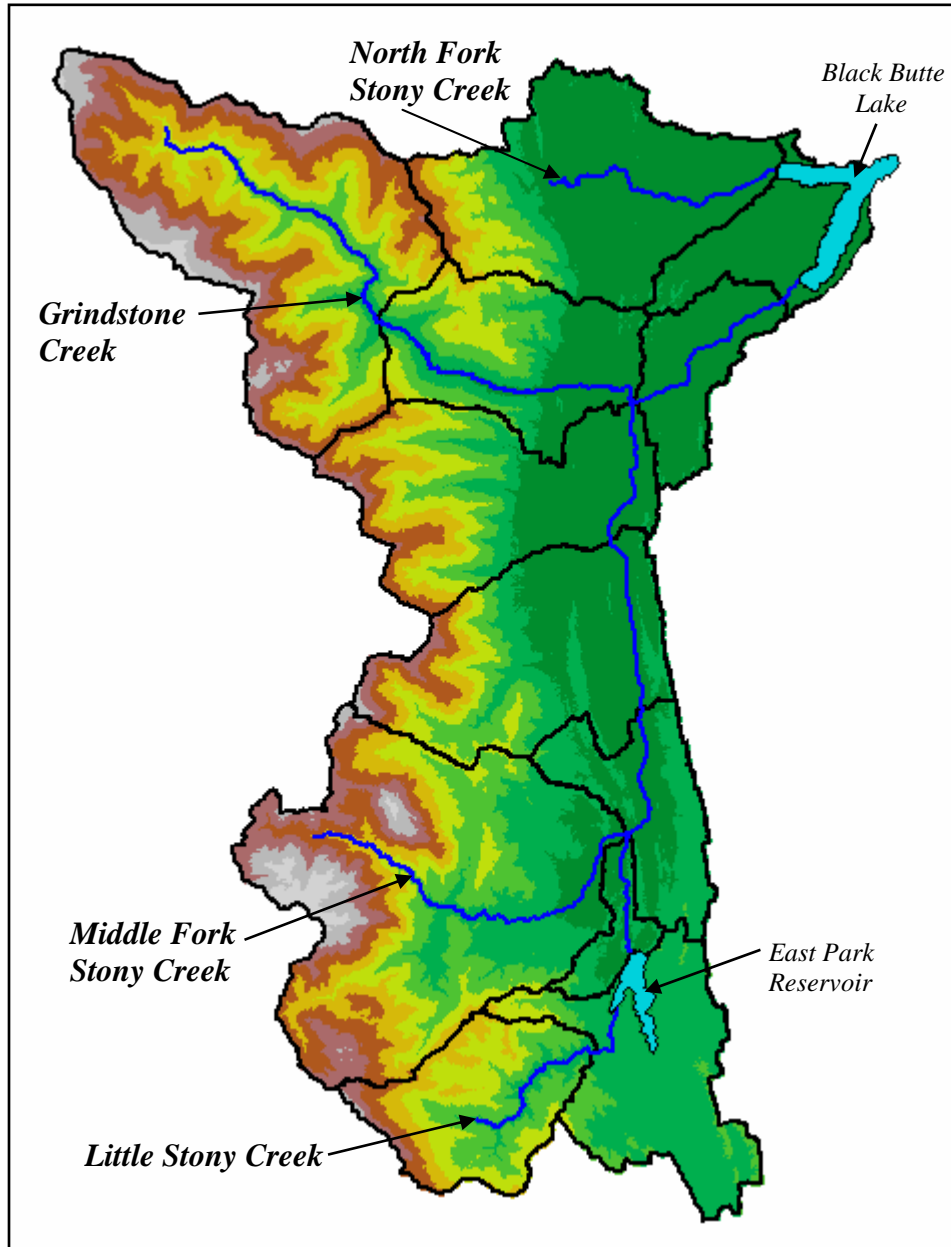 North Fork
Stony Creek
Black Butte
Lake
Grindstone
Creek
Middle Fork
Stony Creek
East Park
Reservoir
Little Stony Creek